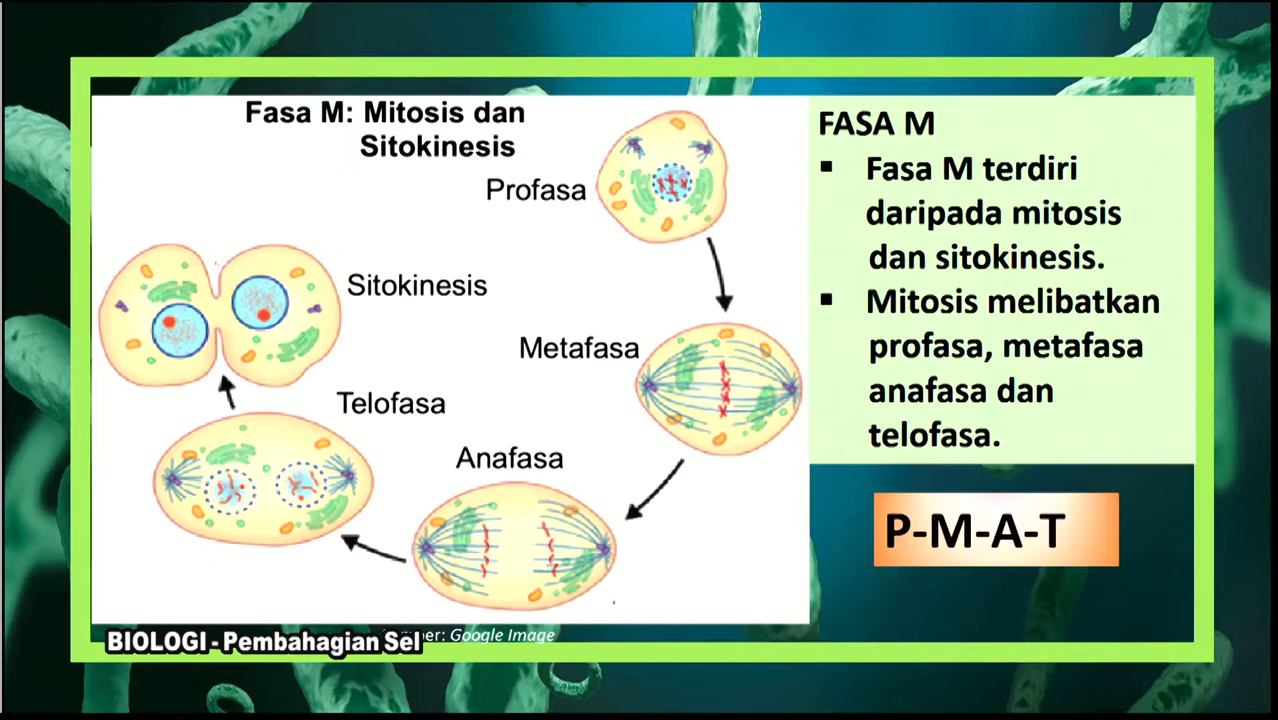 Fasa M: Mitosis dan
Sitokinesis
Profasa
Sitokinesis
Metafasa
Telofasa
Anafasa
FASA M
▪ Fasa M terdiri
daripada mitosis
dan sitokinesis.
▪ Mitosis melibatkan
profasa, metafasa
anafasa dan
telofasa.
P-M-A-T
BIOLOGI - Pembahagian Sel
Google Image